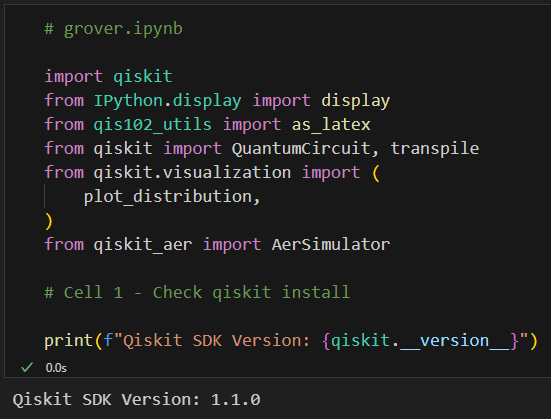 # grover.ipynb
import qiskit
from IPython.display import display
from qis102_utils import as_latex
from qiskit import QuantumCircuit, transpile
from qiskit.visualization import (
    plot_distribution,
)
from qiskit_aer import AerSimulator
# Cell 1 - Check qiskit install
print(f"Qiskit SDK Version: {qiskit.__version__}")
0.0s
Qiskit SDK Version: 1.1.0